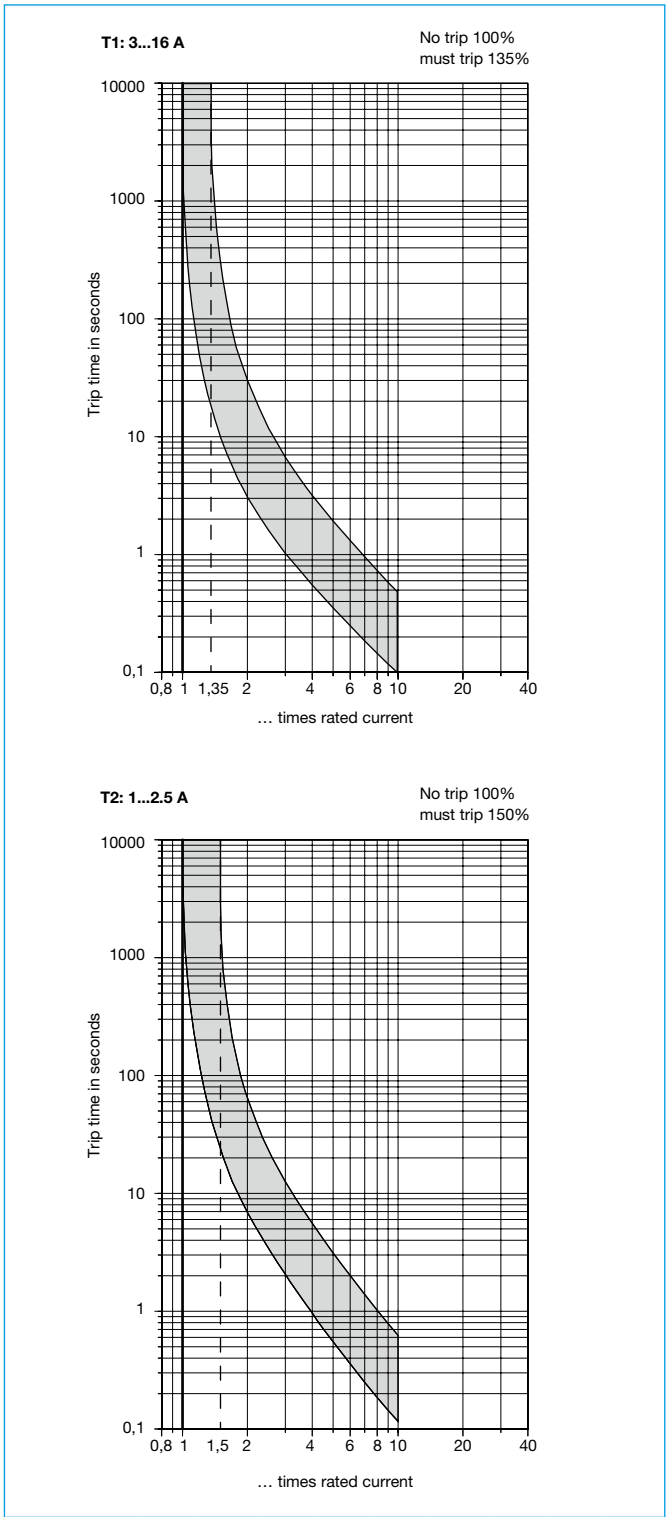 T1: 3...16 A
No trip 100%
must trip 135%
10000
1000
100
10
1
0,1
Trip time in seconds
0,8 1 1,35 2 4 6 8 10 20 40
... times rated current
T2: 1...2.5 A
No trip 100%
must trip 150%
10000
1000
100
10
1
0,1
Trip time in seconds
0,8 1 1,5 2 4 6 8 10 20 40
... times rated current